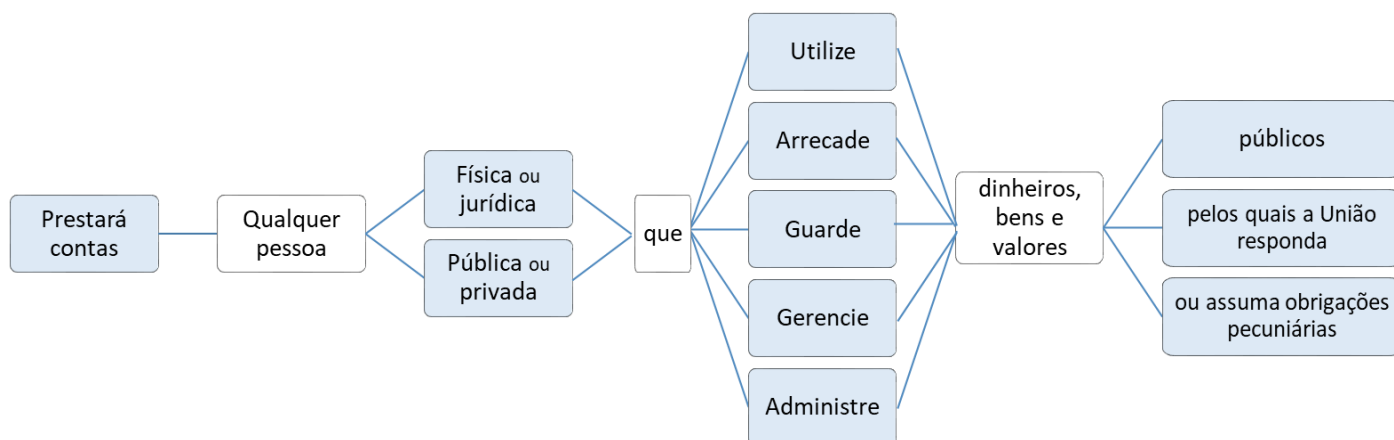 Prestará
contas
Qualquer
pessoa
Física ou
jurídica
Pública ou
privada
que
Utilize
Arrecade
Guarde
Gerencie
Administre
dinheiros,
bens e
valores
públicos
pelos quais a União
responda
ou assuma obrigações
pecuniárias